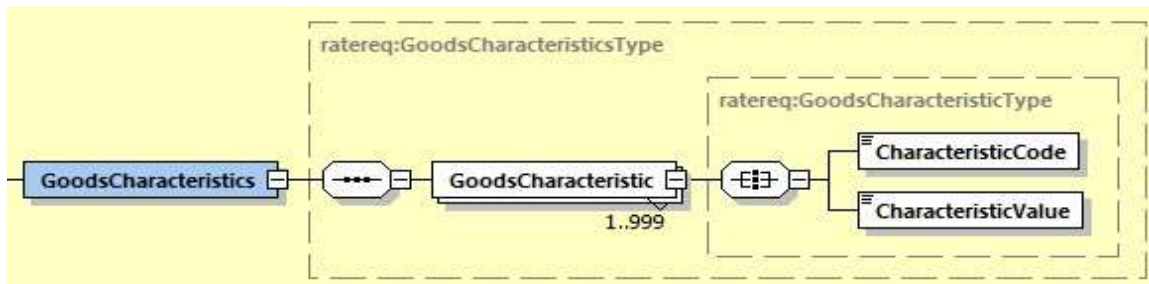 ratereq:GoodsCharacteristicsType
ratereq:GoodsCharacteristicType
CharacteristicCode
GoodsCharacteristics
GoodsCharacteristic
CharacteristicValue
1..999